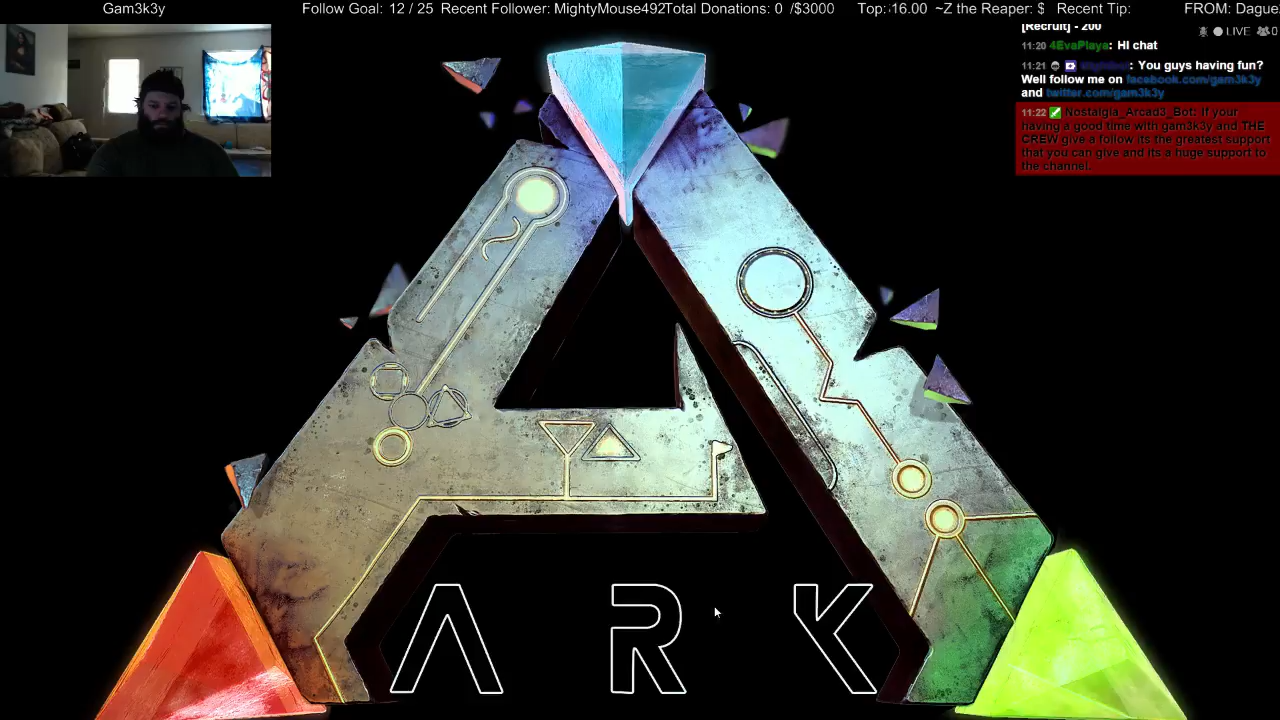 Gam3k3y Follow Goal: 12 / 25 Recent Follower: MightyMouse492Total Donations: 0 /$3000 Top: :16.00 ~Z the Reaper: $ Recent Tip: FROM: Dague
[Recruit] - 200
LIVE 0
11:20 4EvaPlaya: HI chat
11:21 : You guys having fun?
Well follow me on facebook.com/gam3k3y
and twitter.com/gam3k3y
11:22 Nostalgia_Arcad3_Bot: If your
having a good time with gam3k3y and THE
CREW give a follow its the greatest support
that you can give and its a huge support to
the channel.
ARK